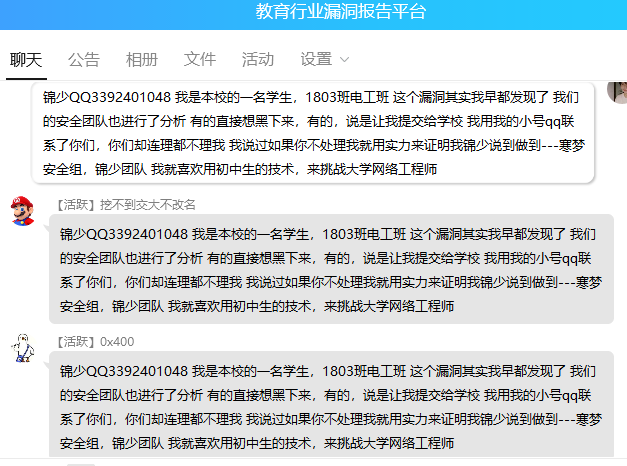 教育行业漏洞报告平台
聊天 公告 相册 文件 活动 设置
锦少QQ3392401048 我是本校的一名学生，1803班电工班 这个漏洞其实我早都发现了 我们
的安全团队也进行了分析 有的直接想黑下来，有的，说是让我提交给学校 我用我的小号qq联
系了你们，你们却连理都不理我 我说过如果你不处理我就用实力来证明我锦少说到做到---寒梦
安全组，锦少团队 我就喜欢用初中生的技术，来挑战大学网络工程师
【活跃】挖不到交大不改名
锦少QQ3392401048 我是本校的一名学生，1803班电工班 这个漏洞其实我早都发现了 我们
的安全团队也进行了分析 有的直接想黑下来，有的，说是让我提交给学校 我用我的小号qq联
系了你们，你们却连理都不理我 我说过如果你不处理我就用实力来证明我锦少说到做到---寒梦
安全组，锦少团队 我就喜欢用初中生的技术，来挑战大学网络工程师
【活跃】0x400
锦少QQ3392401048 我是本校的一名学生，1803班电工班 这个漏洞其实我早都发现了 我们
的安全团队也进行了分析 有的直接想黑下来，有的，说是让我提交给学校 我用我的小号qq联
系了你们，你们却连理都不理我 我说过如果你不处理我就用实力来证明我锦少说到做到---寒梦
安全组，锦少团队 我就喜欢用初中生的技术，来挑战大学网络工程师